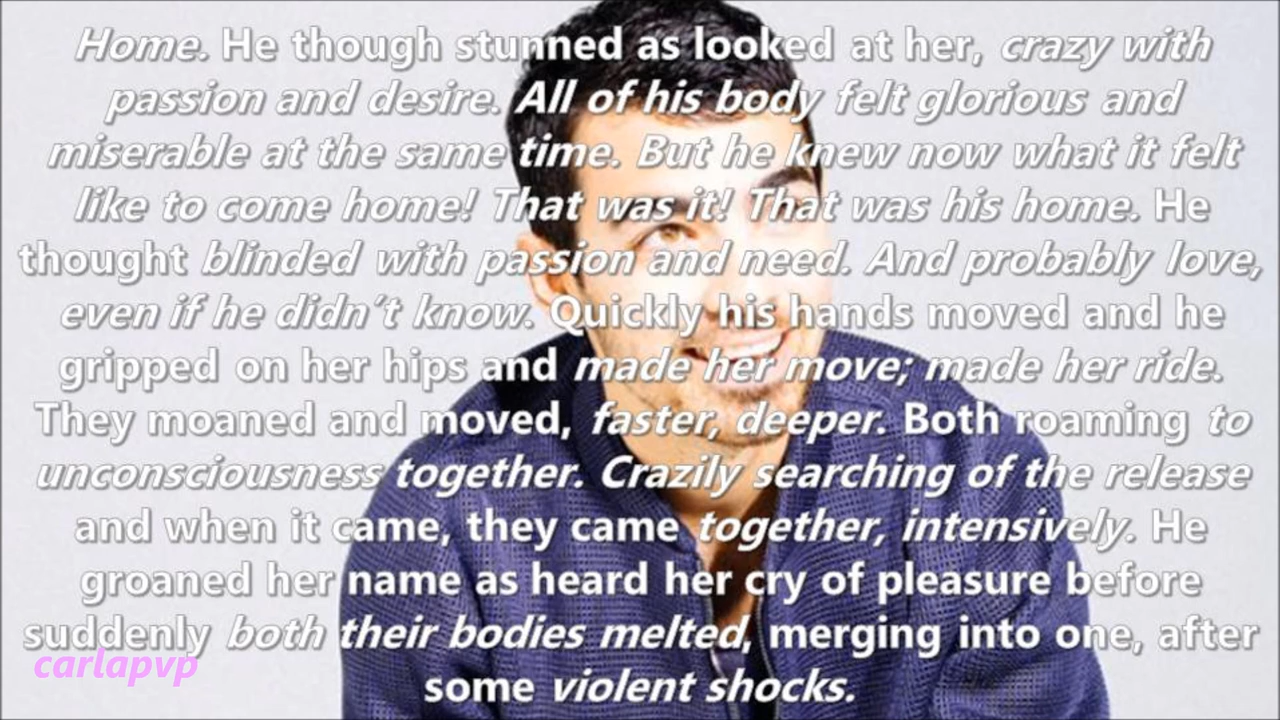 Home. He though stunned as looked at her, crazy with
passion and desire. All of his body felt glorious and
miserable at the same time. But he knew now what it felt
like to come home! That was it! That was his home. He
thought blinded with passion and need. And probably love,
even if he didn't know. Quickly his hands moved and he
gripped on her hips and made her move; made her ride.
They moaned and moved, faster, deeper. Both roaming to
unconsciousness together. Crazily searching of the release
and when it came, they came together, intensively. He
groaned her name as heard her cry of pleasure before
suddenly both their bodies melted, merging into one, after
some violent shocks.
carlapvp